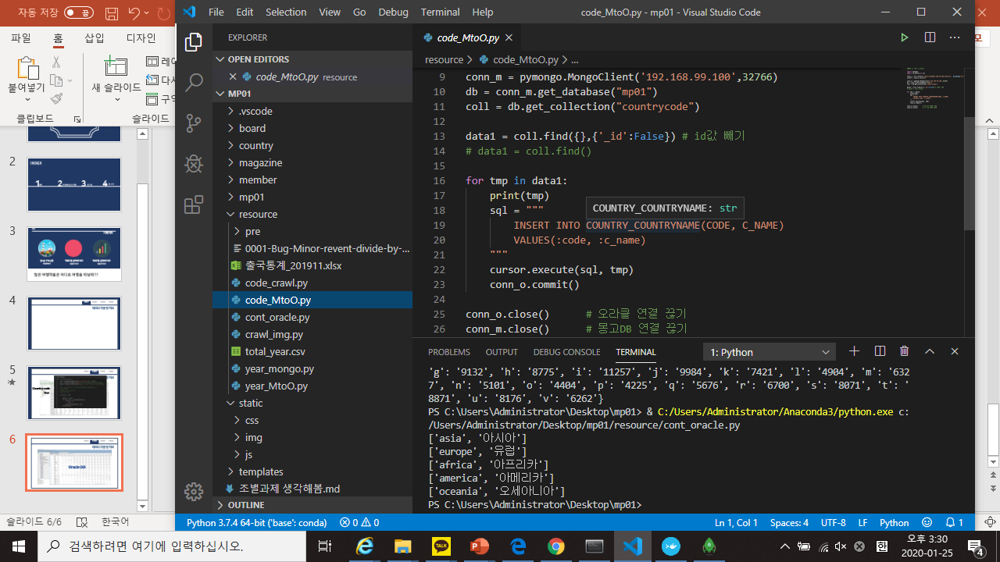 자동 저장 끔
File Edit Selection View Go Debug Terminal Help
code_MtoO.py - mp01 - Visual Studio Code
파일 홈 삽입 디자인
붙여넣기
새 슬라이드
클립보드
슬라이드
2
INDEX
3
4
5
6
슬라이드 6/6 한국어
EXPLORER
OPEN EDITORS
code_MtoO.py resource
MP01
.vscode
board
country
magazine
member
mp01
resource
pre
0001-Bug-Minor-revent-divide-by-...
출국통계_201911.xlsx
code_crawl.py
code_MtoO.py
cont_oracle.py
crawl_img.py
total_year.csv
year_mongo.py
year_MtoO.py
static
css
img
js
templates
조별과제 생각해봄.md
OUTLINE
code_MtoO.py
resource > code_MtoO.py > ...
9 conn_m = pymongo.MongoClient('192.168.99.100',32766)
10 db = conn_m.get_database("mp01")
11 coll = db.get_collection("countrycode")
12
13 data1 = coll.find({},{'_id':False}) # id값 빼기
14 # data1 = coll.find()
15
16 for tmp in data1:
17 print(tmp)
18 sql = """
COUNTRY_COUNTRYNAME: str
19 INSERT INTO COUNTRY_COUNTRYNAME(CODE, C_NAME)
20 VALUES(:code, :c_name)
21 """
22 cursor.execute(sql, tmp)
23 conn_o.commit()
24
25 conn_o.close() # 오라클 연결 끊기
26 conn_m.close() # 몽고DB 연결 끊기
PROBLEMS OUTPUT DEBUG CONSOLE TERMINAL 1: Python
'g': '9132', 'h': '8775', 'i': '11257', 'j': '9984', 'k': '7421', 'l': '4904', 'm': '632
7', 'n': '5101', 'o': '4404', 'p': '4225', 'q': '5676', 'r': '6700', 's': '8071', 't': '
8871', 'u': '8176', 'v': '6262'}
PS C:\Users\Administrator\Desktop\mp01> & C:/Users/Administrator/Anaconda3/python.exe c:
/Users/Administrator/Desktop/mp01/resource/cont_oracle.py
['asia', '아시아']
['europe', '유럽']
['africa', '아프리카']
['america', '아메리카']
['oceania', '오세아니아']
PS C:\Users\Administrator\Desktop\mp01>
Python 3.7.4 64-bit ('base': conda) 0 0 Ln 1, Col 1 Spaces: 4 UTF-8 LF Python 1
검색하려면 여기에 입력하십시오.
TALK
한
오후 3:30
2020-01-25
4